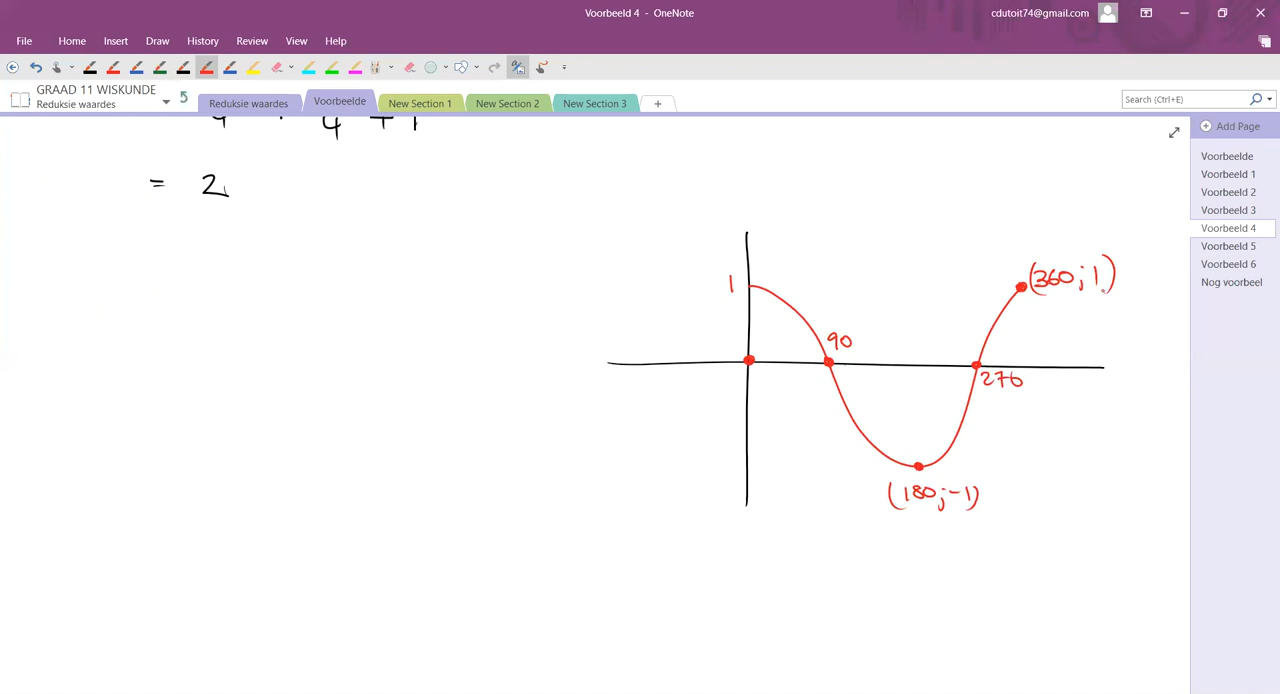 Voorbeeld 4 - OneNote
cdutoit74@gmail.com
File Home Insert Draw History Review View Help
GRAAD 11 WISKUNDE
Reduksie waardes
Reduksie waardes Voorbeelde New Section 1 New Section 2 New Section 3 +
Search (Ctrl+E)
Add Page
Voorbeelde
Voorbeeld 1
Voorbeeld 2
Voorbeeld 3
Voorbeeld 4
Voorbeeld 5
Voorbeeld 6
Nog voorbeel
4 + 1
= 2
1
(360; 1)
90
270
(180; -1)